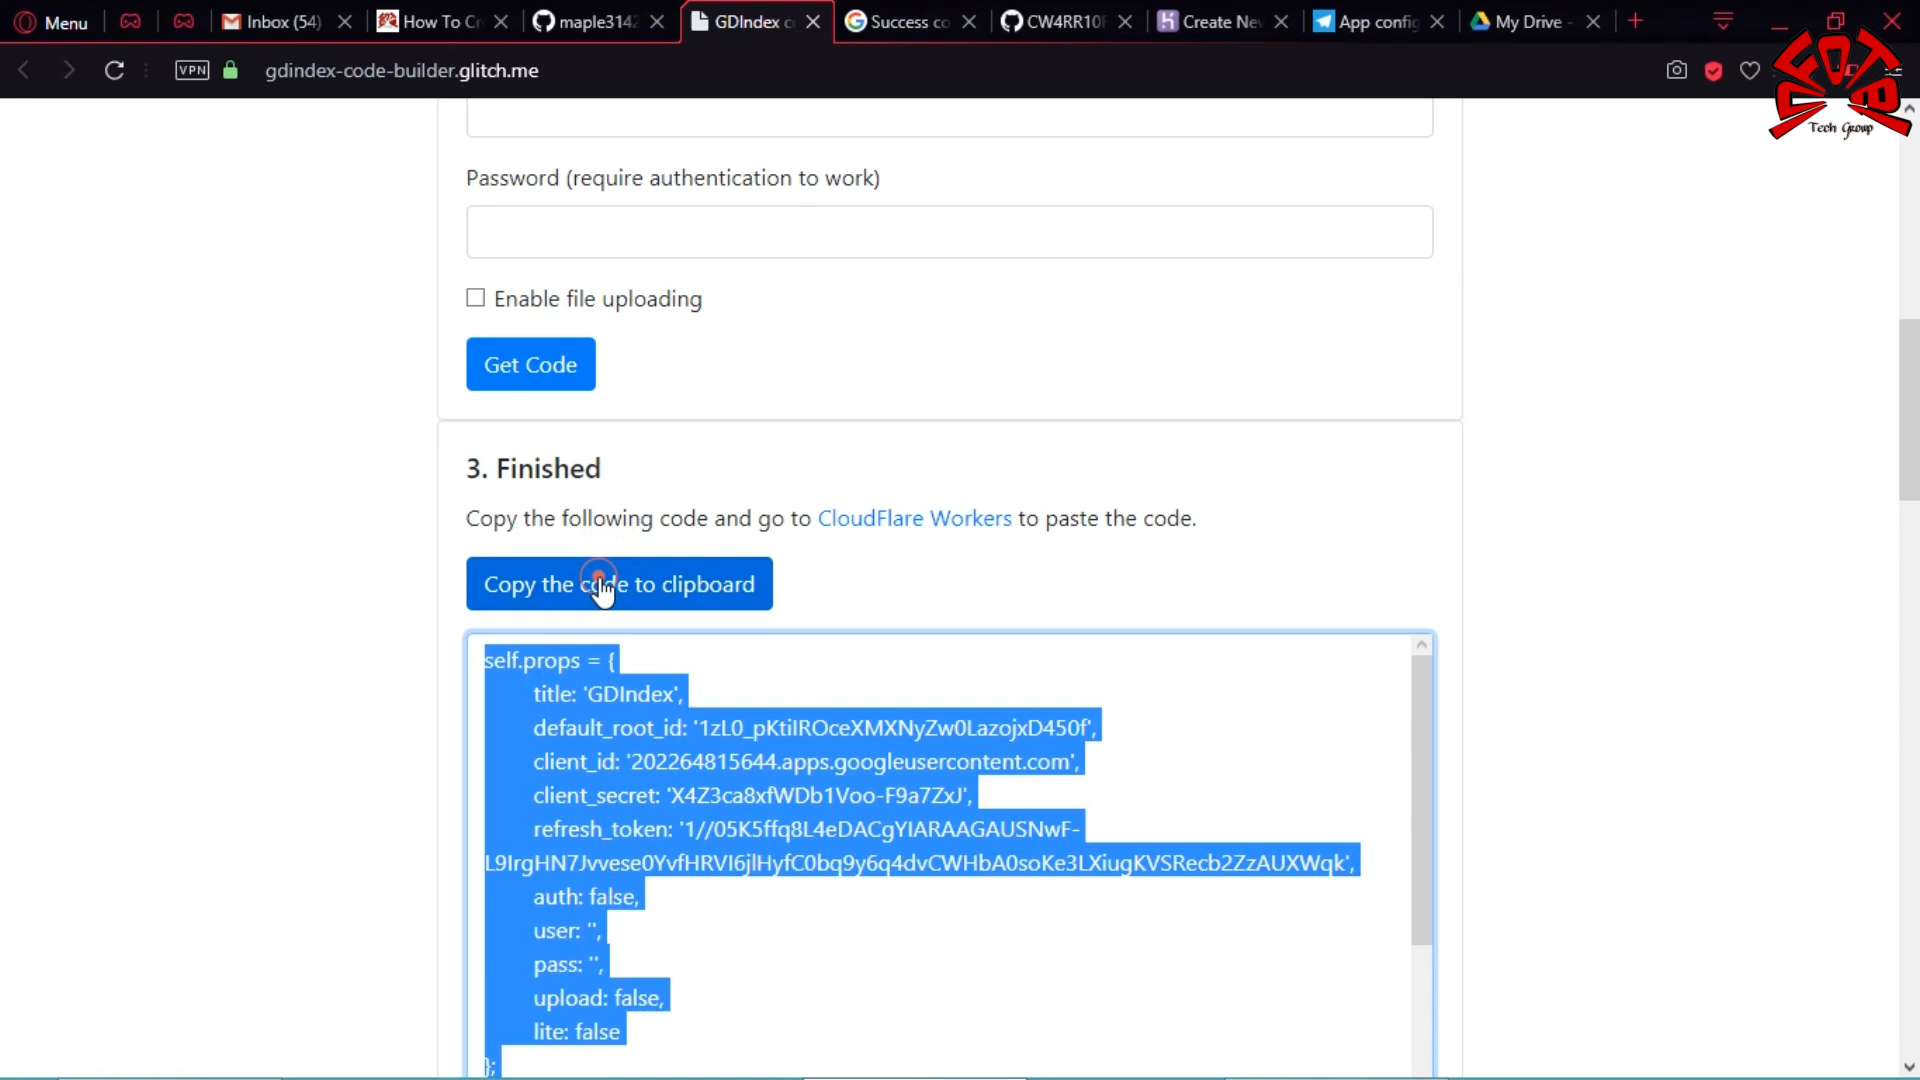 Menu
Inbox (54)
How To Cr
maple3142
GDIndex c
Success co
CW4RR10
Create Nev
App config
My Drive -
VPN
gdindex-code-builder.glitch.me
Tech Group
Password (require authentication to work)
Enable file uploading
Get Code
3. Finished
Copy the following code and go to CloudFlare Workers to paste the code.
Copy the code to clipboard
self.props = {
title: 'GDIndex',
default_root_id: '1zL0_pKtiIROceXMXNyZw0LazojxD450f',
client_id: '202264815644.apps.googleusercontent.com',
client_secret: 'X4Z3ca8xfWDb1Voo-F9a7ZxJ',
refresh_token: '1//05K5ffq8L4eDACgYIARAAGAUSNwF-
L9IrgHN7Jvvese0YvfHRVI6jlHyfC0bq9y6q4dvCWHbA0soKe3LXiugKVSRecb2ZzAUXWqk',
auth: false,
user: '',
pass: '',
upload: false,
lite: false
};